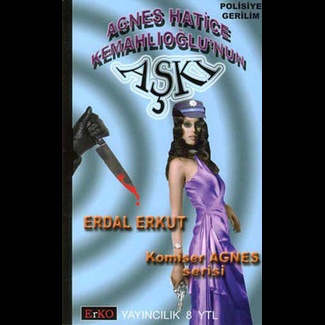 POLİSİYE
GERİLİM
AGNES HATİCE
KEMAHLIOĞLU'NUN
AŞKI
ERDAL ERKUT
Komiser AGNES
serisi
ErKO YAYINCILIK 8 YTL